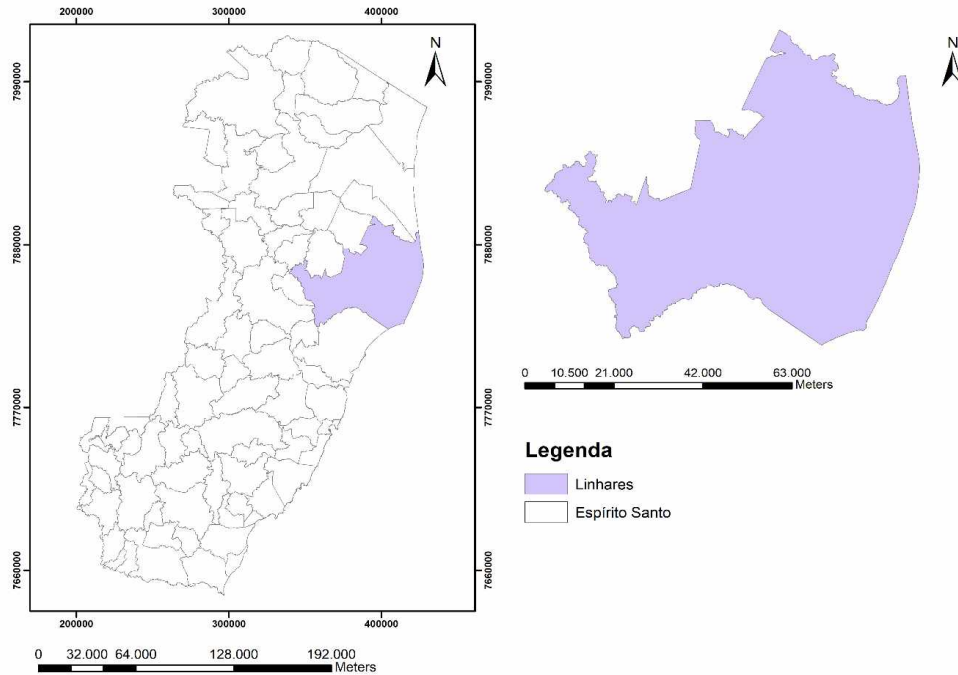 200000 300000 400000
N
7990000 7990000
7880000 7880000
7770000 7770000
7660000 7660000
200000 300000 400000
0 32.000 64.000 128.000 192.000
Meters
N
0 10.500 21.000 42.000 63.000
Meters
Legenda
Linhares
Espírito Santo